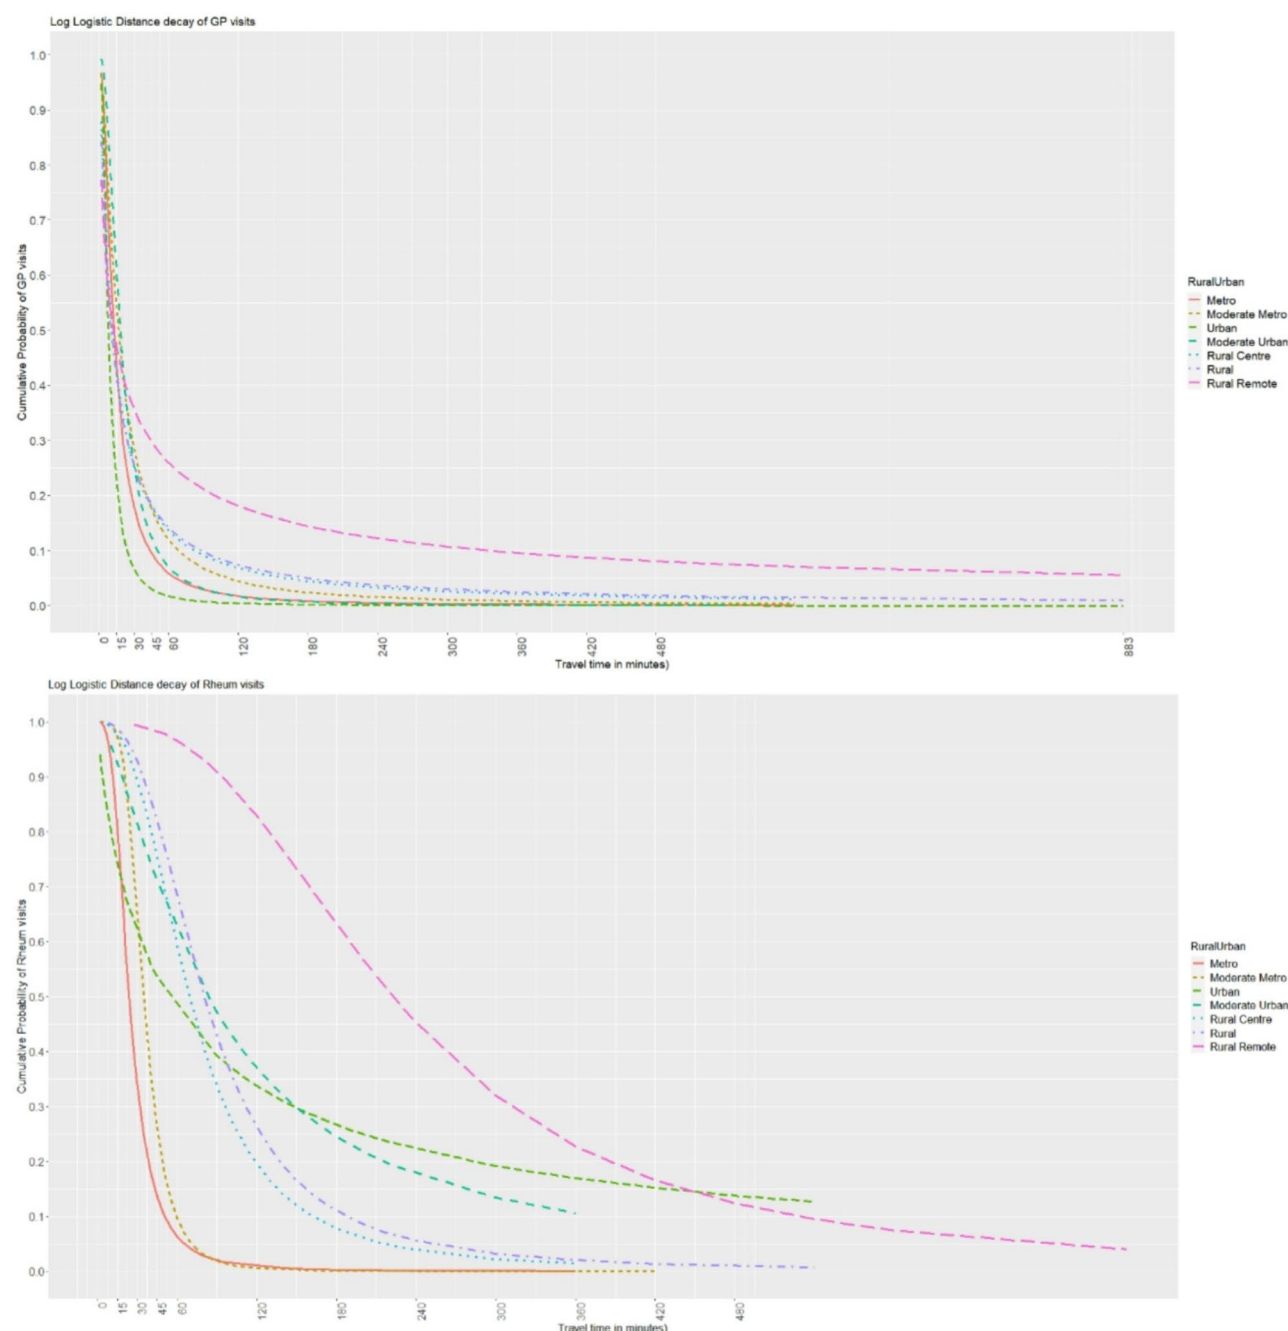 Log Logistic Distance decay of GP visits
Cumulative Probability of GP visits
1.0
0.9
0.8
0.7
0.6
0.5
0.4
0.3
0.2
0.1
0.0
0 15 30 45 60 120 180 240 300 360 420 480 883
Travel time in minutes)
RuralUrban
Metro
Moderate Metro
Urban
Moderate Urban
Rural Centre
Rural
Rural Remote
Log Logistic Distance decay of Rheum visits
Cumulative Probability of Rheum visits
1.0
0.9
0.8
0.7
0.6
0.5
0.4
0.3
0.2
0.1
0.0
0 15 30 45 60 120 180 240 300 360 420 480
Travel time in minutes)
RuralUrban
Metro
Moderate Metro
Urban
Moderate Urban
Rural Centre
Rural
Rural Remote